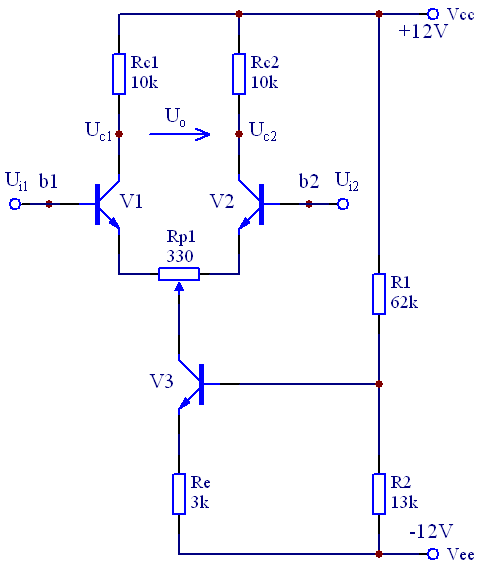 Vcc
+12V
Rc1
10k
Rc2
10k
Uo
Uc1
Uc2
Ui1
b1
b2
Ui2
V1
V2
Rp1
330
R1
62k
V3
Re
3k
R2
13k
-12V
Vee